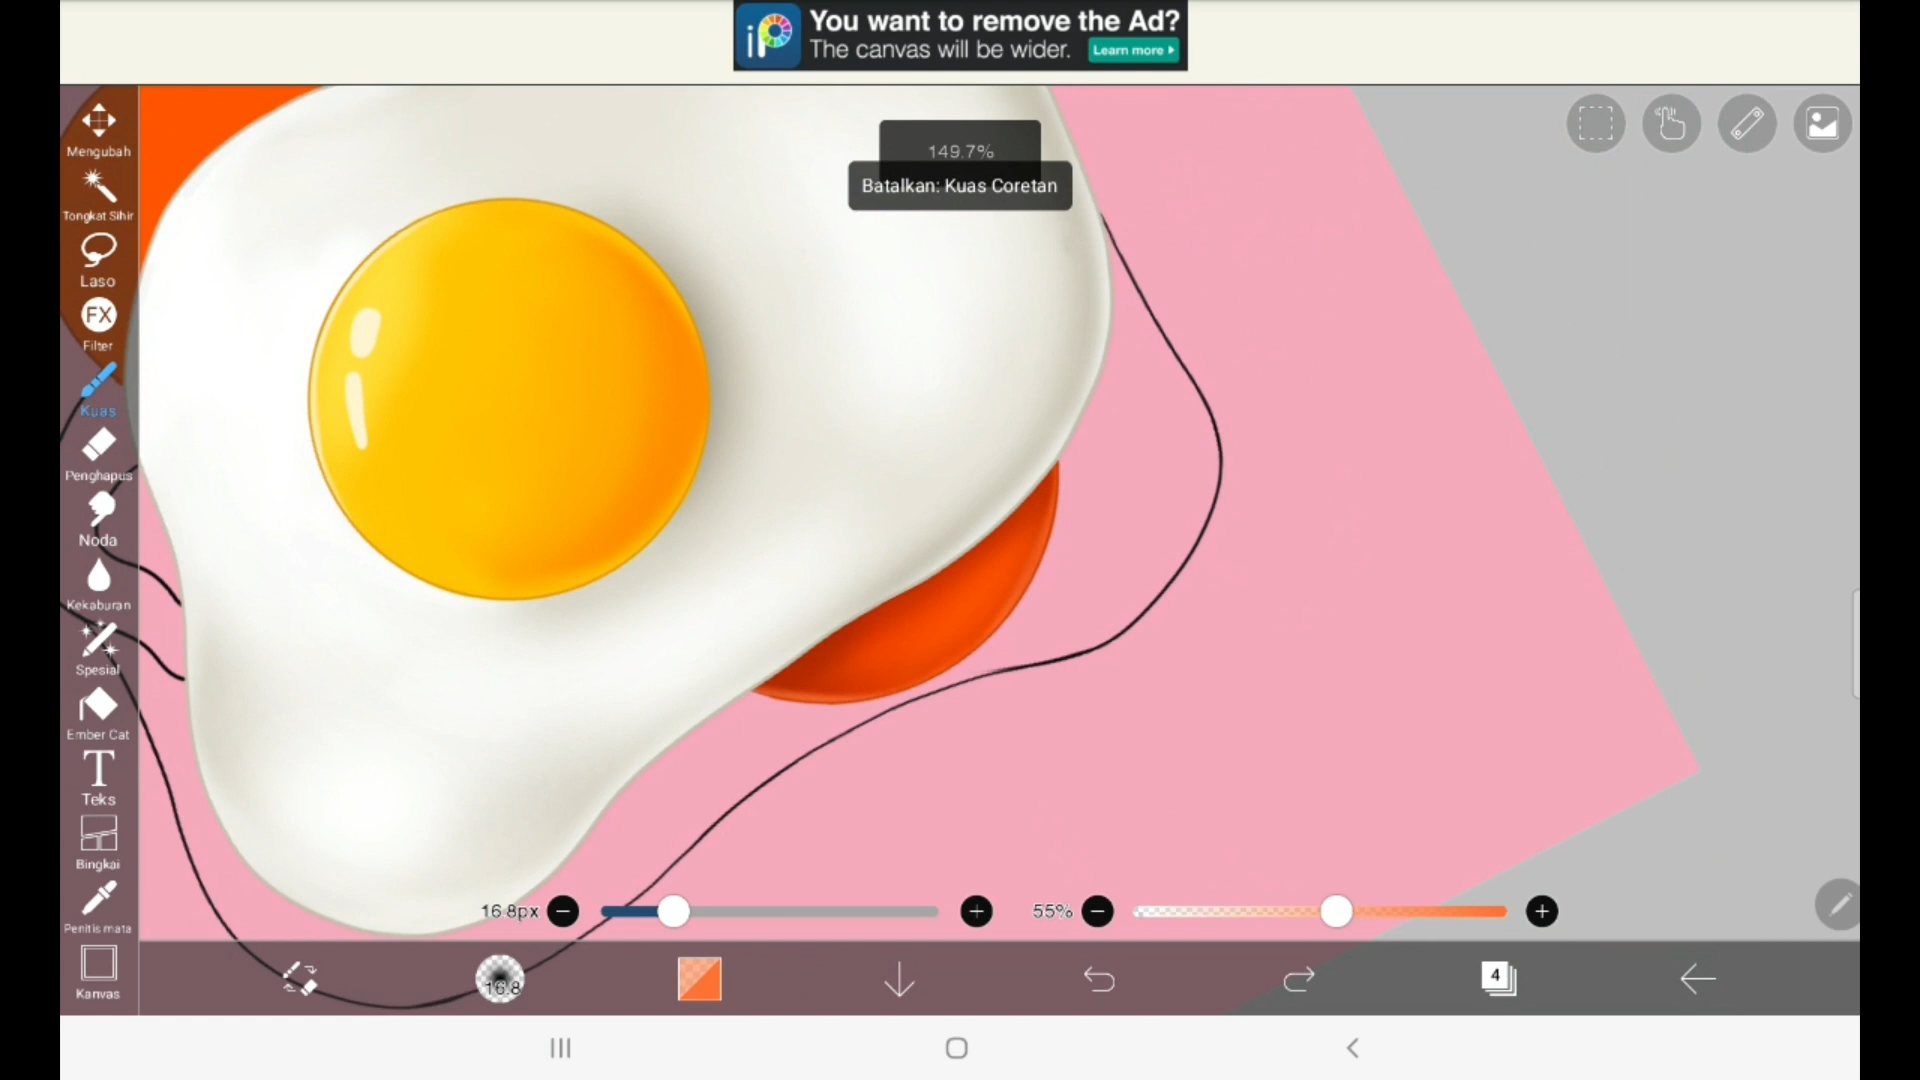 You want to remove the Ad?
The canvas will be wider. Learn more
149.7%
Batalkan: Kuas Coretan
Mengubah
Tongkat Sihir
Laso
FX
Filter
Kuas
Penghapus
Noda
Kekaburan
Spesial
Ember Cat
T
Teks
Bingkai
Penitis mata
Kanvas
16.8px
55%
16.8
4